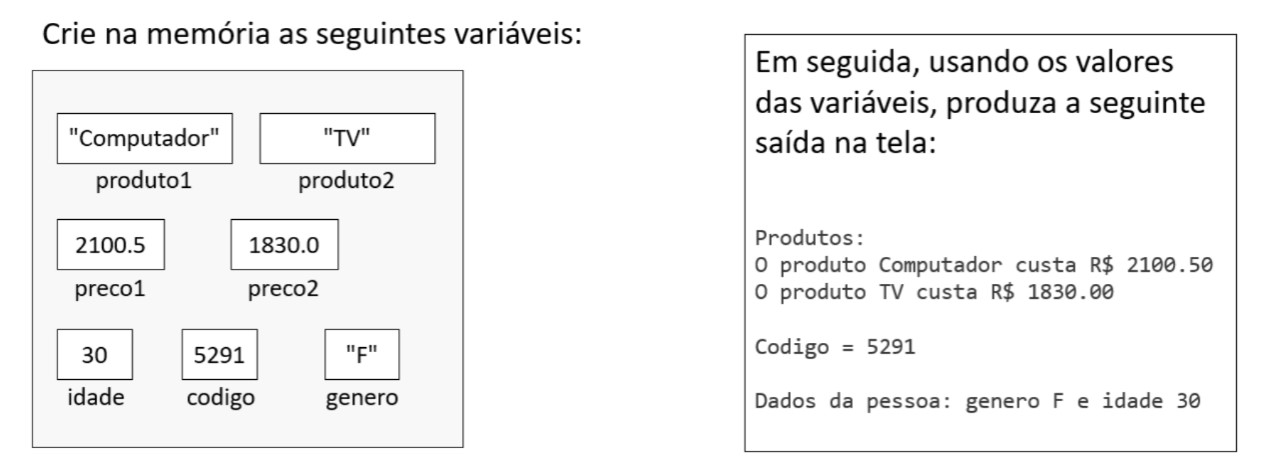 Crie na memória as seguintes variáveis:
"Computador" "TV"
produto1 produto2
2100.5 1830.0
preco1 preco2
30 5291 "F"
idade codigo genero
Em seguida, usando os valores
das variáveis, produza a seguinte
saída na tela:
Produtos:
O produto Computador custa R$ 2100.50
O produto TV custa R$ 1830.00
Codigo = 5291
Dados da pessoa: genero F e idade 30